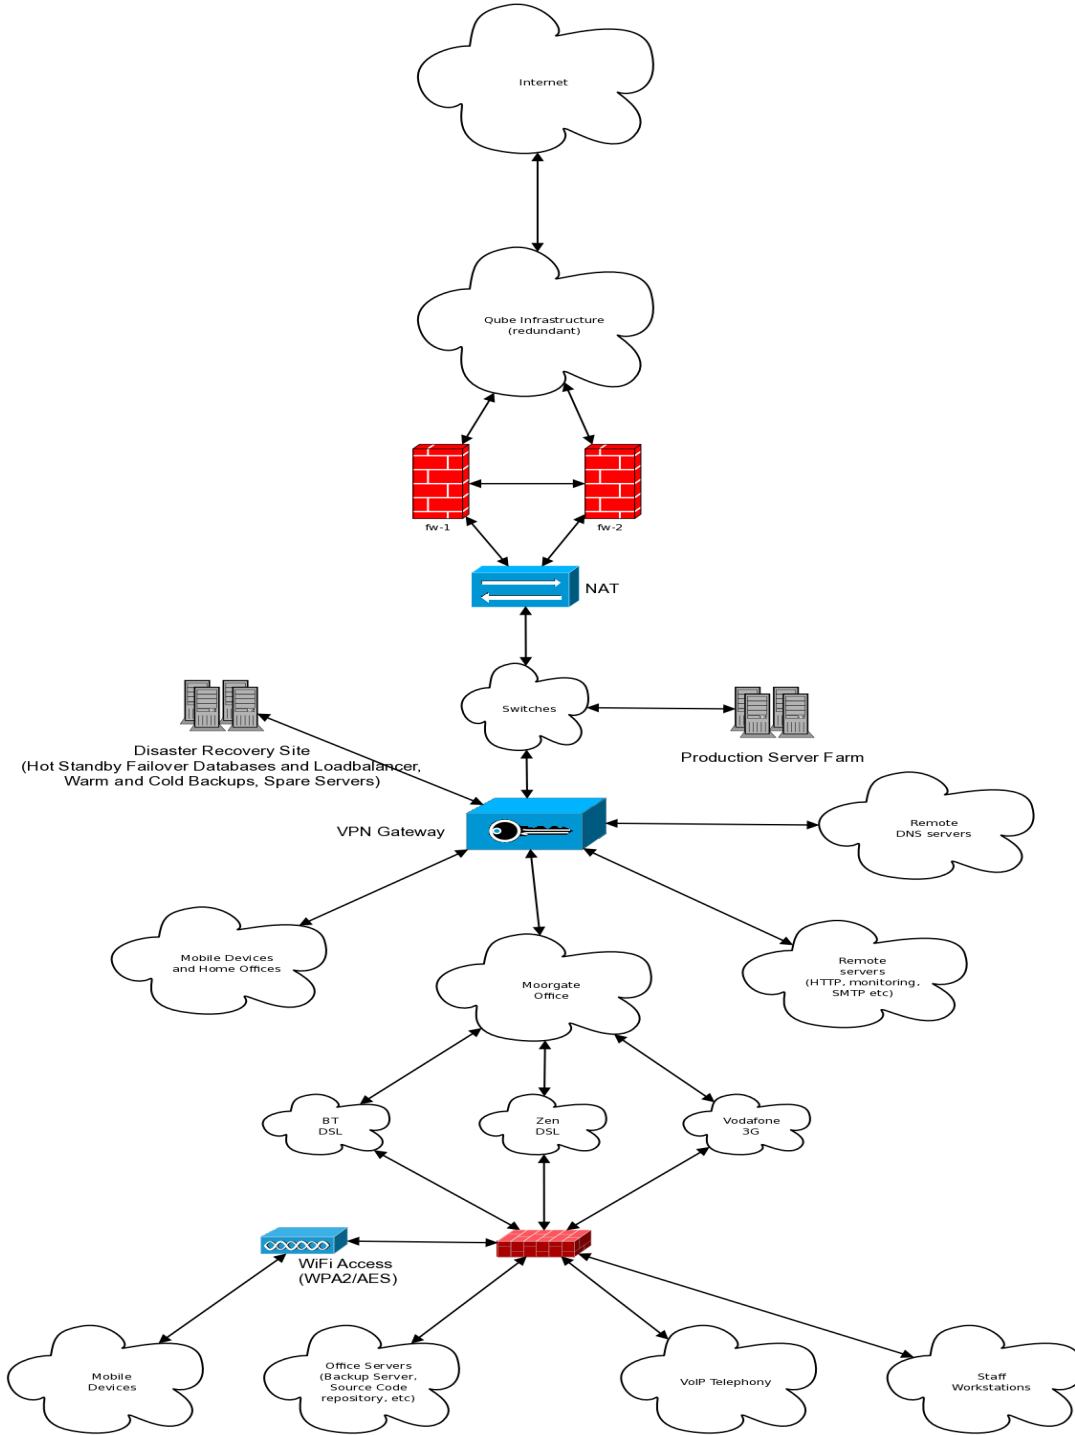 Internet
Qube Infrastructure
(redundant)
fw-1
fw-2
NAT
Switches
Disaster Recovery Site
(Hot Standby Failover Databases and Loadbalancer,
Warm and Cold Backups, Spare Servers)
Production Server Farm
VPN Gateway
Remote
DNS servers
Mobile Devices
and Home Offices
Moorgate
Office
Remote
servers
(HTTP, monitoring,
SMTP etc)
BT
DSL
Zen
DSL
Vodafone
3G
WiFi Access
(WPA2/AES)
Mobile
Devices
Office Servers
(Backup Server,
Source Code
repository, etc)
VoIP Telephony
Staff
Workstations